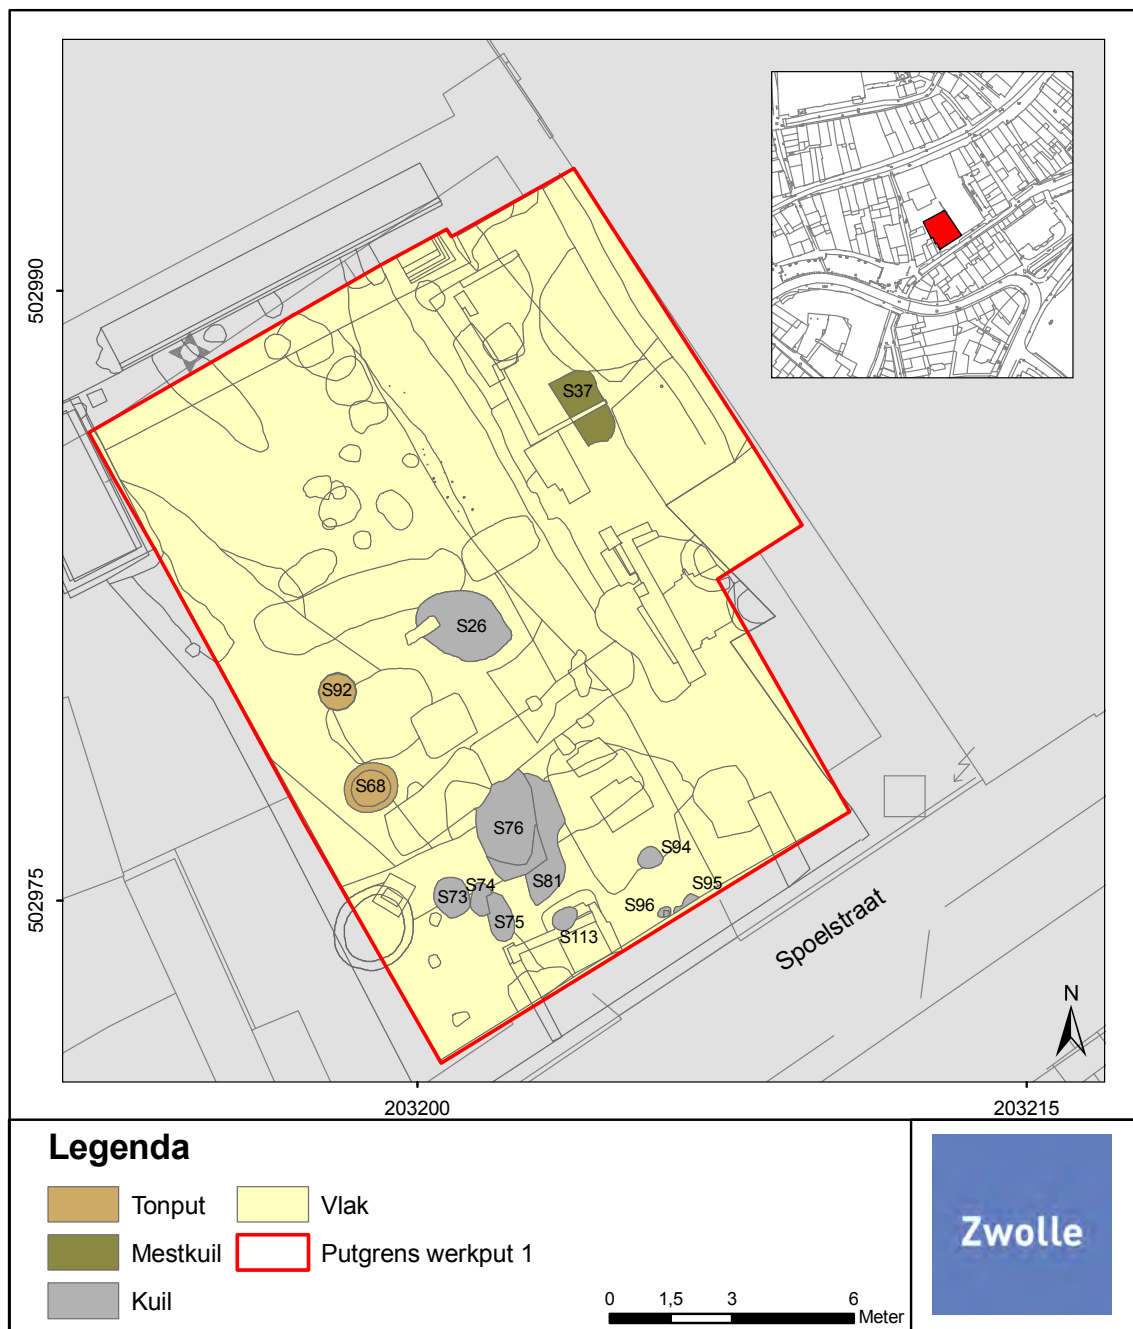 502990
S37
S26
S92
S68
S76
S94
S81
S74
S73
S95
S96
S75
S113
502975
Spoelstraat
N
203200
203215
Legenda
Tonput
Vlak
Mestkuil
Putgrens werkput 1
Kuil
0 1,5 3 6
Meter
Zwolle